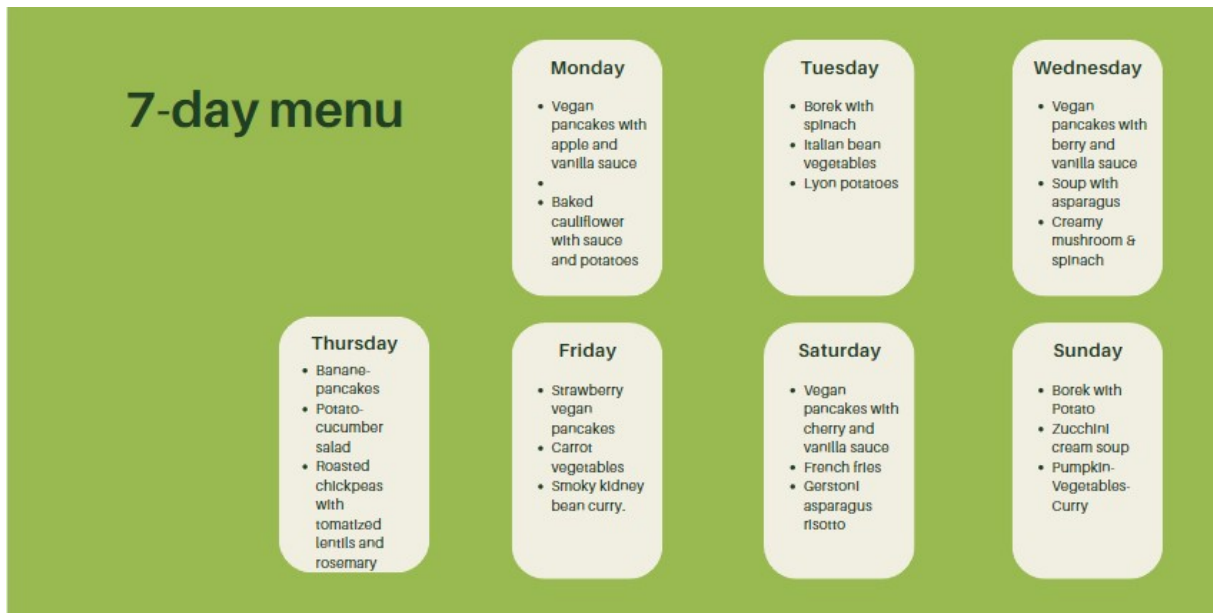 7-day menu
Monday
• Vegan
pancakes with
apple and
vanilla sauce
•
• Baked
cauliflower
with sauce
and potatoes
Tuesday
• Borek with
spinach
• Italian bean
vegetables
• Lyon potatoes
Wednesday
• Vegan
pancakes with
berry and
vanilla sauce
• Soup with
asparagus
• Creamy
mushroom &
spinach
Thursday
• Banane-
pancakes
• Potato-
cucumber
salad
• Roasted
chickpeas
with
tomatized
lentils and
rosemary
Friday
• Strawberry
vegan
pancakes
• Carrot
vegetables
• Smoky kidney
bean curry.
Saturday
• Vegan
pancakes with
cherry and
vanilla sauce
• French fries
• Gerstoni
asparagus
risotto
Sunday
• Borek with
Potato
• Zucchini
cream soup
• Pumpkin-
Vegetables-
Curry